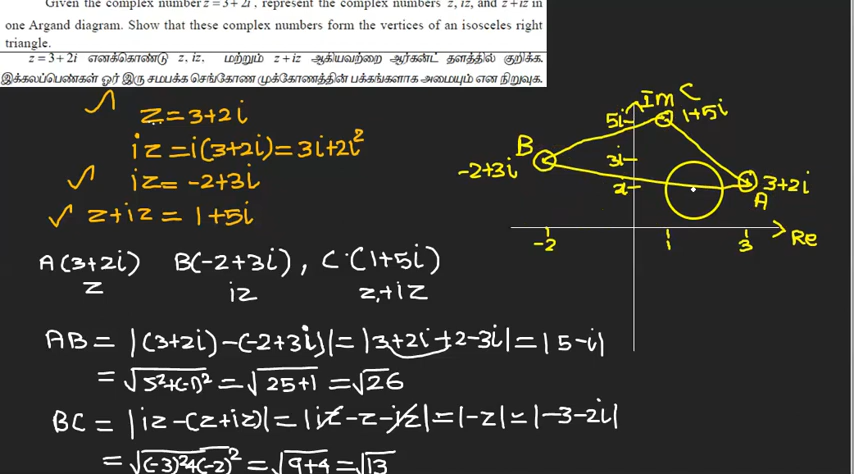 Given the complex number z = 3 + 2i, represent the complex numbers z, iz, and z + iz in
one Argand diagram. Show that these complex numbers form the vertices of an isosceles right
triangle.
z = 3 + 2i எனக்கொண்டு z, iz, மற்றும் z + iz ஆகியவற்றை ஆர்கன்ட் தளத்தில் குறிக்க.
இக்கலப்பெண்கள் ஓர் இரு சமபக்க செங்கோண முக்கோணத்தின் பக்கங்களாக அமையும் என நிறுவுக.
z = 3+2i
iz = i(3+2i) = 3i+2i²
iz = -2+3i
z+iz = 1+5i
A(3+2i) B(-2+3i), C(1+5i)
z iz z+iz
AB = |(3+2i)-(-2+3i)| = |3+2i+2-3i| = |5-i|
= √5²+(-1)² = √25+1 = √26
BC = |iz-(z+iz)| = |iz-z-iz| = |-z| = |-3-2i|
= √(-3)²+(-2)² = √9+4 = √13
Im C
5i 1+5i
B
3i
-2+3i
i 3+2i
A
-2 1 3 Re